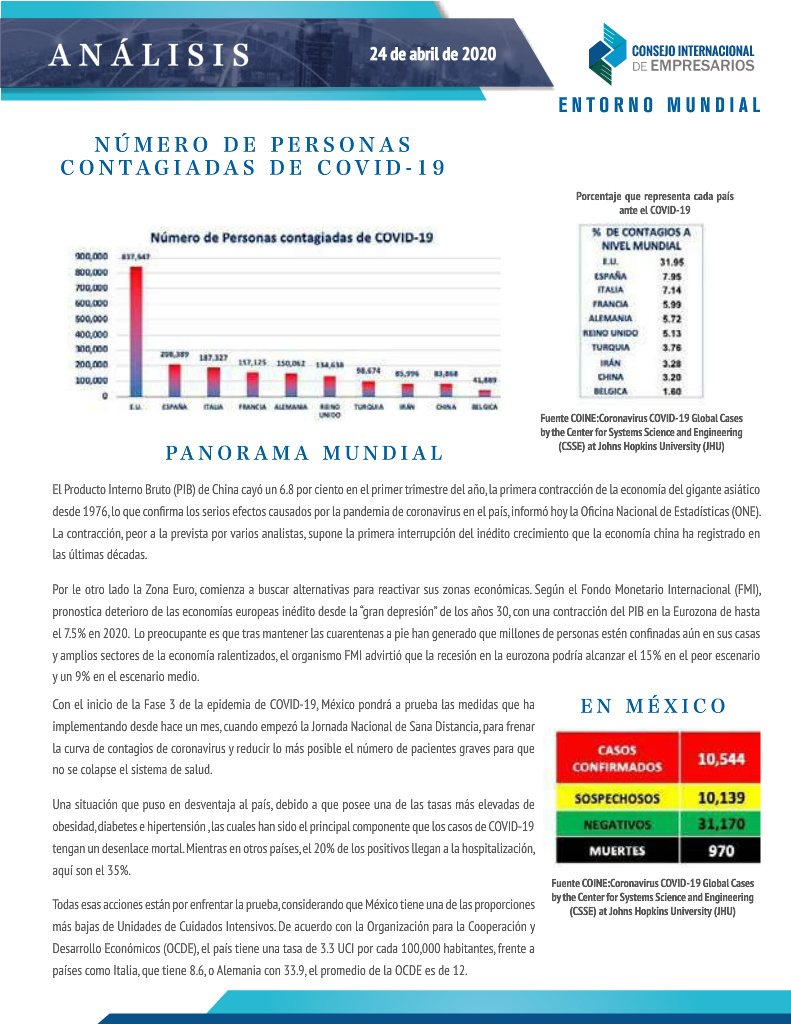 ANÁLISIS
24 de abril de 2020
CONSEJO INTERNACIONAL
DE EMPRESARIOS
ENTORNO MUNDIAL
NÚMERO DE PERSONAS
CONTAGIADAS DE COVID-19
Porcentaje que representa cada país
ante el COVID-19
Número de Personas contagiadas de COVID-19
900,000
800,000
700,000
600,000
500,000
400,000
300,000
200,000
100,000
0
837,647
208,389
187,327
157,125
150,062
134,638
98,674
85,996
83,868
41,889
E.U.
ESPAÑA
ITALIA
FRANCIA
ALEMANIA
REINO
UNIDO
TURQUIA
IRÁN
CHINA
BELGICA
% DE CONTAGIOS A
NIVEL MUNDIAL
E.U. 31.95
ESPAÑA 7.95
ITALIA 7.14
FRANCIA 5.99
ALEMANIA 5.72
REINO UNIDO 5.13
TURQUIA 3.76
IRÁN 3.28
CHINA 3.20
BELGICA 1.60
Fuente COINE:Coronavirus COVID-19 Global Cases
by the Center for Systems Science and Engineering
(CSSE) at Johns Hopkins University (JHU)
PANORAMA MUNDIAL
El Producto Interno Bruto (PIB) de China cayó un 6.8 por ciento en el primer trimestre del año, la primera contracción de la economía del gigante asiático
desde 1976, lo que confirma los serios efectos causados por la pandemia de coronavirus en el país, informó hoy la Oficina Nacional de Estadísticas (ONE).
La contracción, peor a la prevista por varios analistas, supone la primera interrupción del inédito crecimiento que la economía china ha registrado en
las últimas décadas.
Por le otro lado la Zona Euro, comienza a buscar alternativas para reactivar sus zonas económicas. Según el Fondo Monetario Internacional (FMI),
pronostica deterioro de las economías europeas inédito desde la “gran depresión” de los años 30, con una contracción del PIB en la Eurozona de hasta
el 7.5% en 2020. Lo preocupante es que tras mantener las cuarentenas a pie han generado que millones de personas estén confinadas aún en sus casas
y amplios sectores de la economía ralentizados, el organismo FMI advirtió que la recesión en la eurozona podría alcanzar el 15% en el peor escenario
y un 9% en el escenario medio.
Con el inicio de la Fase 3 de la epidemia de COVID-19, México pondrá a prueba las medidas que ha
implementando desde hace un mes, cuando empezó la Jornada Nacional de Sana Distancia, para frenar
la curva de contagios de coronavirus y reducir lo más posible el número de pacientes graves para que
no se colapse el sistema de salud.
Una situación que puso en desventaja al país, debido a que posee una de las tasas más elevadas de
obesidad, diabetes e hipertensión , las cuales han sido el principal componente que los casos de COVID-19
tengan un desenlace mortal. Mientras en otros países, el 20% de los positivos llegan a la hospitalización,
aquí son el 35%.
Todas esas acciones están por enfrentar la prueba, considerando que México tiene una de las proporciones
más bajas de Unidades de Cuidados Intensivos. De acuerdo con la Organización para la Cooperación y
Desarrollo Económicos (OCDE), el país tiene una tasa de 3.3 UCI por cada 100,000 habitantes, frente a
países como Italia, que tiene 8.6, o Alemania con 33.9, el promedio de la OCDE es de 12.
EN MÉXICO
CASOS
CONFIRMADOS 10,544
SOSPECHOSOS 10,139
NEGATIVOS 31,170
MUERTES 970
Fuente COINE:Coronavirus COVID-19 Global Cases
by the Center for Systems Science and Engineering
(CSSE) at Johns Hopkins University (JHU)